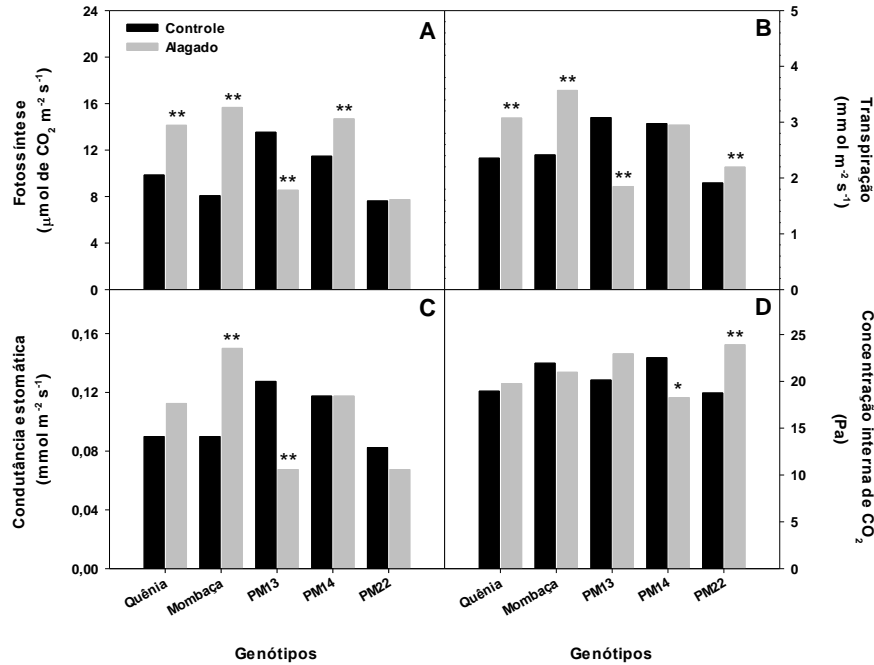 Controle
Alagado
A
24
20
16
12
8
4
0
Fotossíntese
(μmol de CO2 m-2 s-1)
**
**
**
**
B
5
4
3
2
1
0
Transpiração
(mmol m-2 s-1)
**
**
**
**
C
0,16
0,12
0,08
0,04
0,00
Condutância estomática
(mmol m-2 s-1)
**
**
Quênia
Mombaça
PM13
PM14
PM22
Genótipos
D
25
20
15
10
5
0
Concentração interna de CO2
(Pa)
*
**
Quênia
Mombaça
PM13
PM14
PM22
Genótipos